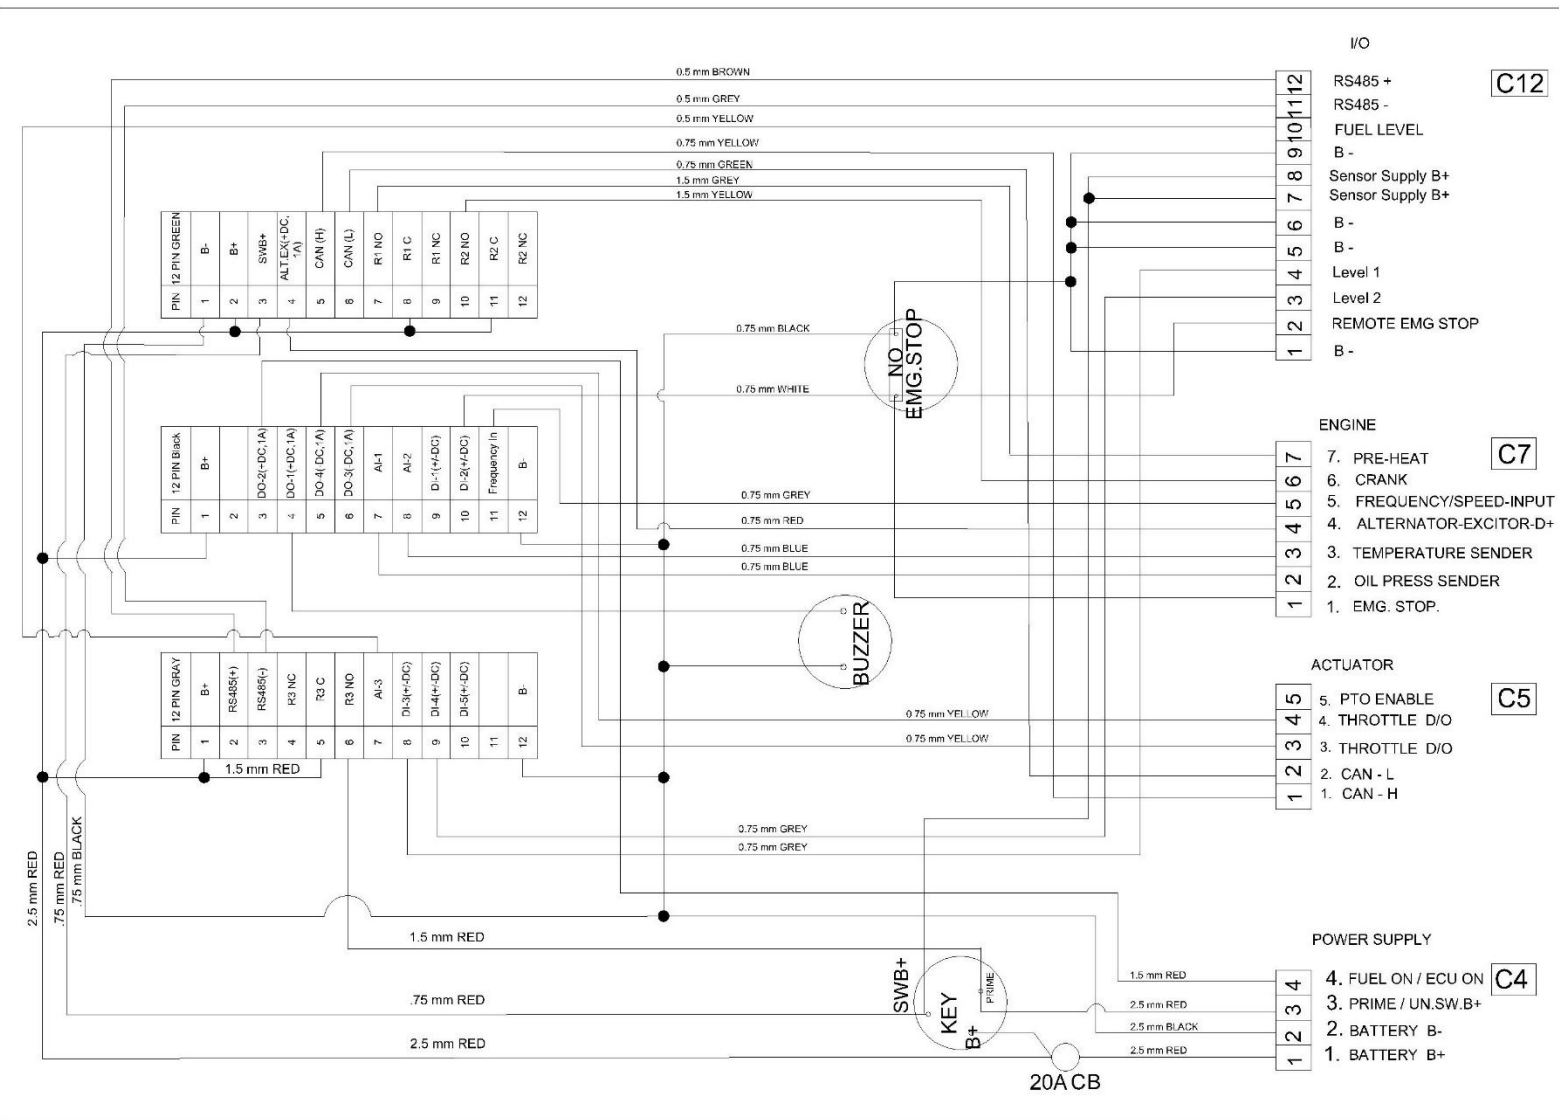 I/O
C12
0.5 mm BROWN
12 RS485 +
0.5 mm GREY
11 RS485 -
0.5 mm YELLOW
10 FUEL LEVEL
0.75 mm YELLOW
9 B -
0.75 mm GREEN
8 Sensor Supply B+
1.5 mm GREY
1.5 mm YELLOW
7 Sensor Supply B+
6 B -
5 B -
4 Level 1
3 Level 2
2 REMOTE EMG STOP
1 B -
PIN 12 PIN GREEN
1 B-
2 B+
3 SWB+
4 ALT.EX(+DC, 1A)
5 CAN (H)
6 CAN (L)
7 R1 NO
8 R1 C
9 R1 NC
10 R2 NO
11 R2 C
12 R2 NC
0.75 mm BLACK
NO
EMG.STOP
0.75 mm WHITE
PIN 12 PIN Black
1 B+
2
3 DO-2(+DC,1A)
4 DO-1(+DC,1A)
5 DO-4(-DC,1A)
6 DO-3(-DC,1A)
7 AI-1
8 AI-2
9 DI-1(+/-DC)
10 DI-2(+/-DC)
11 Frequency In
12 B-
ENGINE
C7
7 7. PRE-HEAT
6 6. CRANK
0.75 mm GREY
5 5. FREQUENCY/SPEED-INPUT
0.75 mm RED
4 4. ALTERNATOR-EXCITOR-D+
0.75 mm BLUE
3 3. TEMPERATURE SENDER
0.75 mm BLUE
2 2. OIL PRESS SENDER
1 1. EMG. STOP.
BUZZER
PIN 12 PIN GRAY
1 B+
2 RS485(+)
3 RS485(-)
4 R3 NC
5 R3 C
6 R3 NO
7 AI-3
8 DI-3(+/-DC)
9 DI-4(+/-DC)
10 DI-5(+/-DC)
11
12 B-
1.5 mm RED
ACTUATOR
C5
5 5. PTO ENABLE
0.75 mm YELLOW
4 4. THROTTLE D/O
0.75 mm YELLOW
3 3. THROTTLE D/O
2 2. CAN - L
1 1. CAN - H
0.75 mm GREY
0.75 mm GREY
2.5 mm RED
.75 mm RED
.75 mm BLACK
1.5 mm RED
.75 mm RED
2.5 mm RED
SWB+
KEY
B+
PRIME
20A CB
POWER SUPPLY
C4
1.5 mm RED
4 4. FUEL ON / ECU ON
2.5 mm RED
3 3. PRIME / UN.SW.B+
2.5 mm BLACK
2 2. BATTERY B-
2.5 mm RED
1 1. BATTERY B+